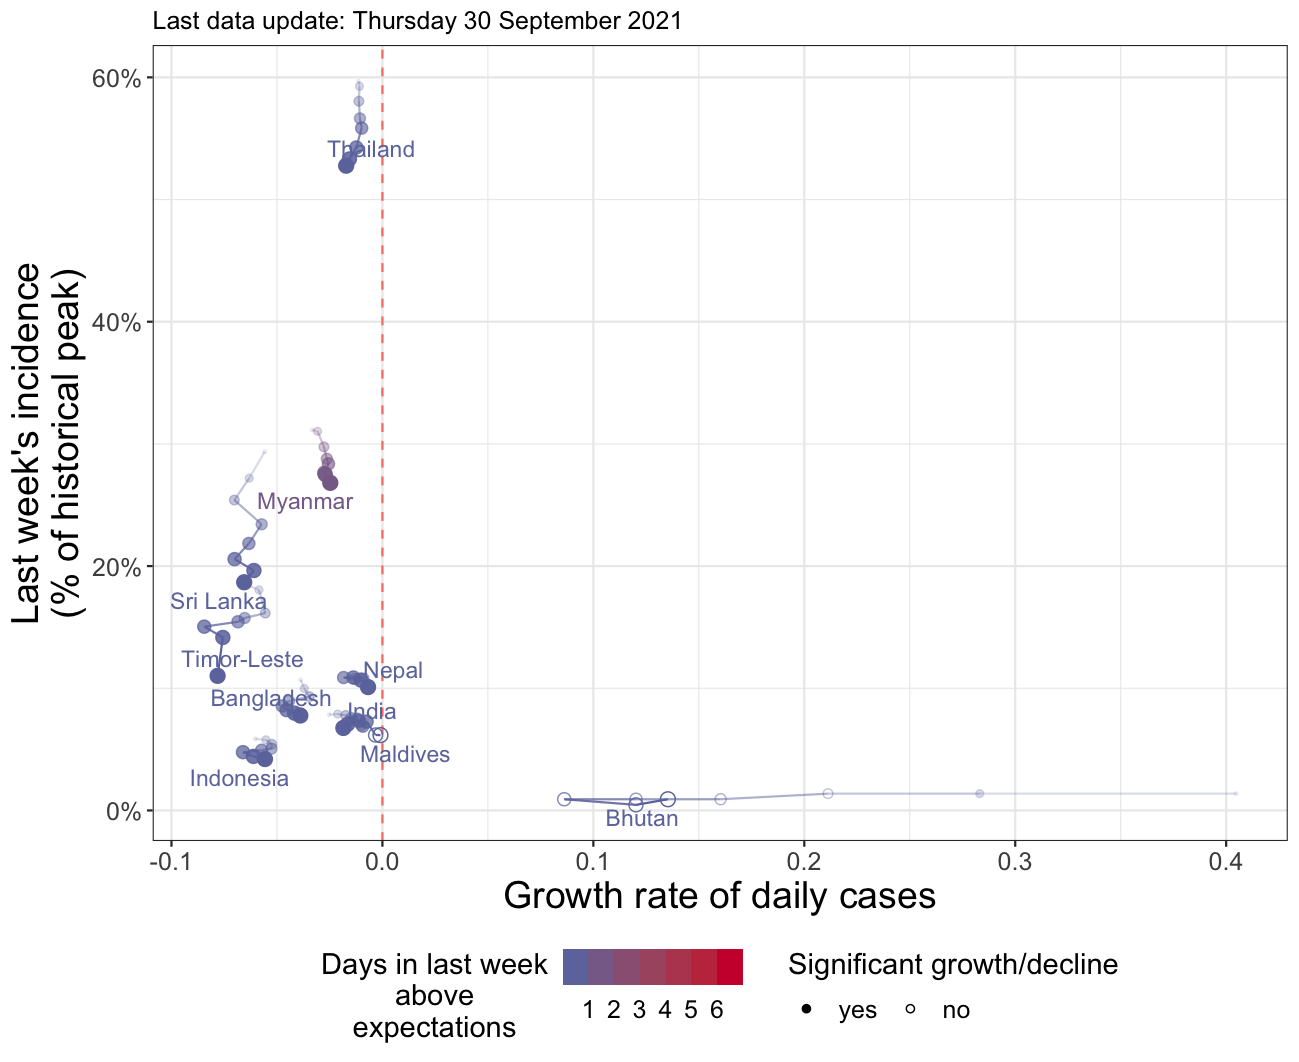 Last data update: Thursday 30 September 2021
Last week's incidence
(% of historical peak)
60%
40%
20%
0%
Thailand
Myanmar
Sri Lanka
Timor-Leste
Nepal
Bangladesh
India
Maldives
Indonesia
Bhutan
-0.1 0.0 0.1 0.2 0.3 0.4
Growth rate of daily cases
Days in last week
above
expectations
1 2 3 4 5 6
Significant growth/decline
yes no